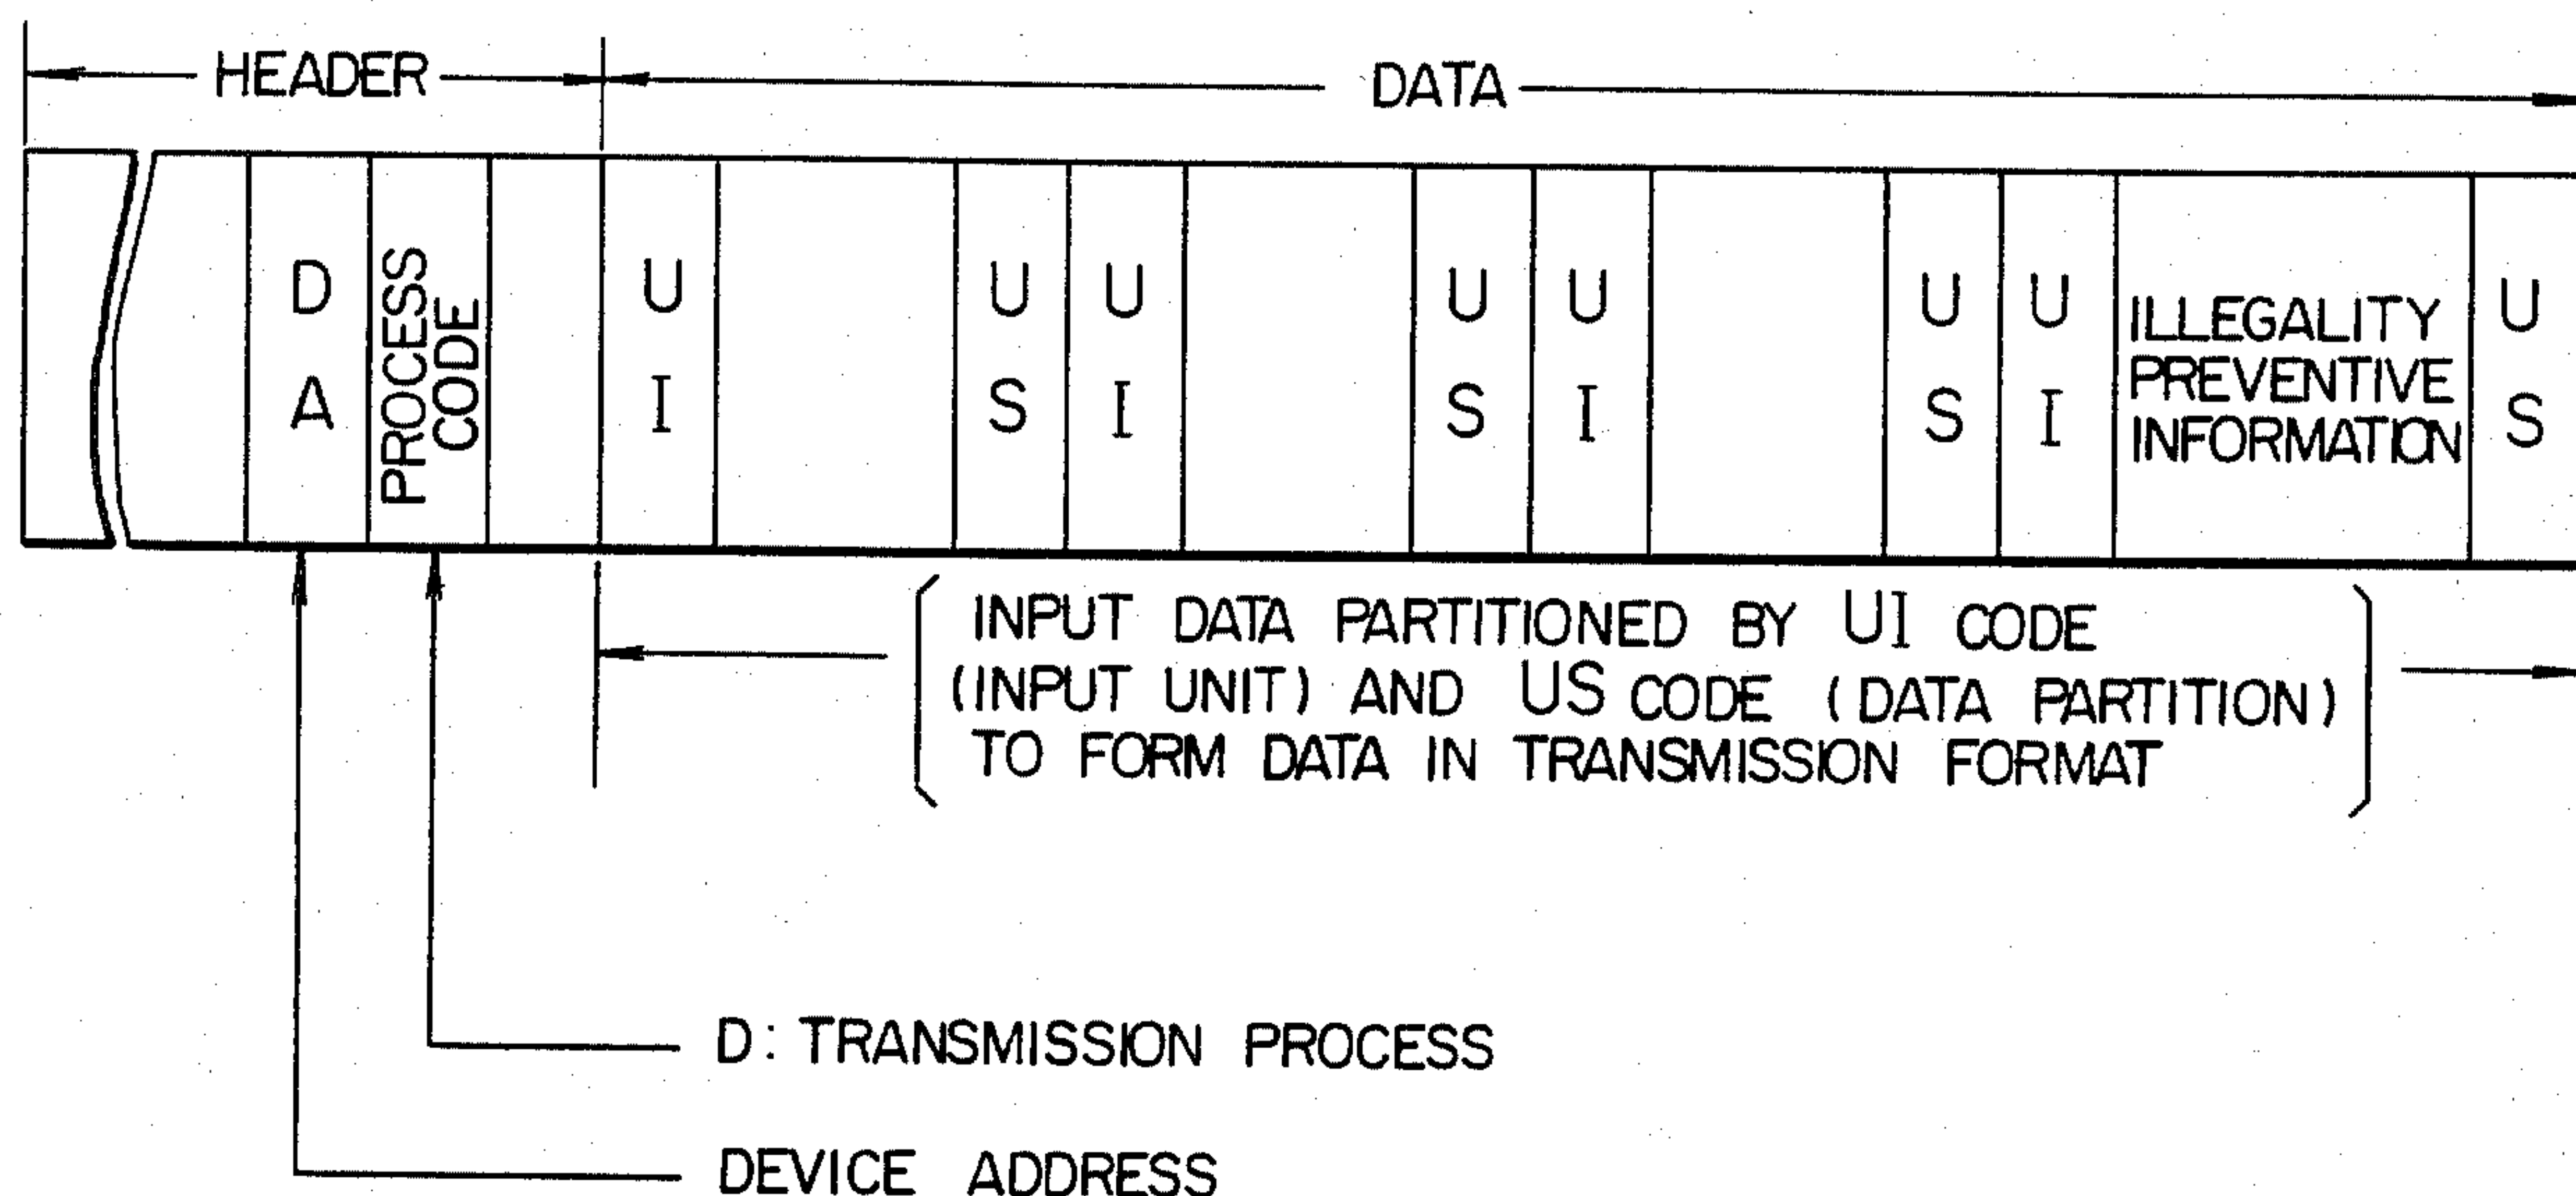 HEADER DATA
D A
PROCESS
CODE
U I
U S
U I
U S
U I
U S
U I
ILLEGALITY
PREVENTIVE
INFORMATION
U S
INPUT DATA PARTITIONED BY UI CODE
(INPUT UNIT) AND US CODE (DATA PARTITION)
TO FORM DATA IN TRANSMISSION FORMAT
D: TRANSMISSION PROCESS
DEVICE ADDRESS